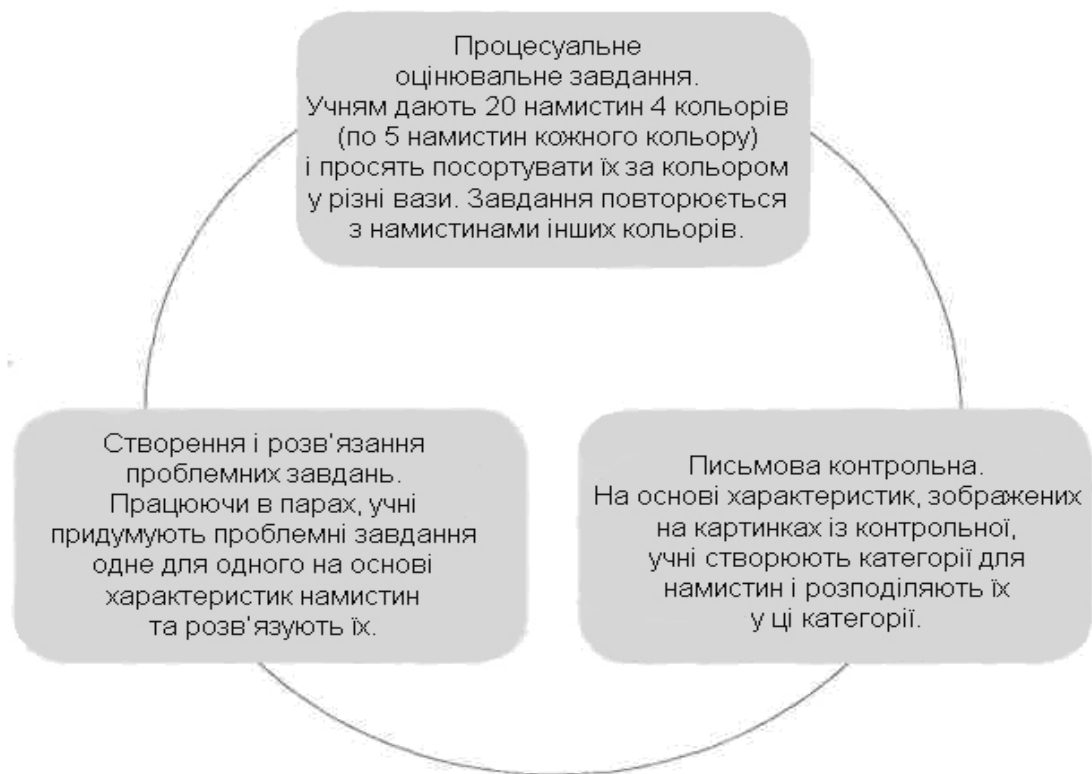 Процесуальне
оцінювальне завдання.
Учням дають 20 намистин 4 кольорів
(по 5 намистин кожного кольору)
і просять посортувати їх за кольором
у різні вази. Завдання повторюється
з намистинами інших кольорів.
Створення і розв'язання
проблемних завдань.
Працюючи в парах, учні
придумують проблемні завдання
одне для одного на основі
характеристик намистин
та розв'язують їх.
Письмова контрольна.
На основі характеристик, зображених
на картинках із контрольної,
учні створюють категорії для
намистин і розподіляють їх
у ці категорії.